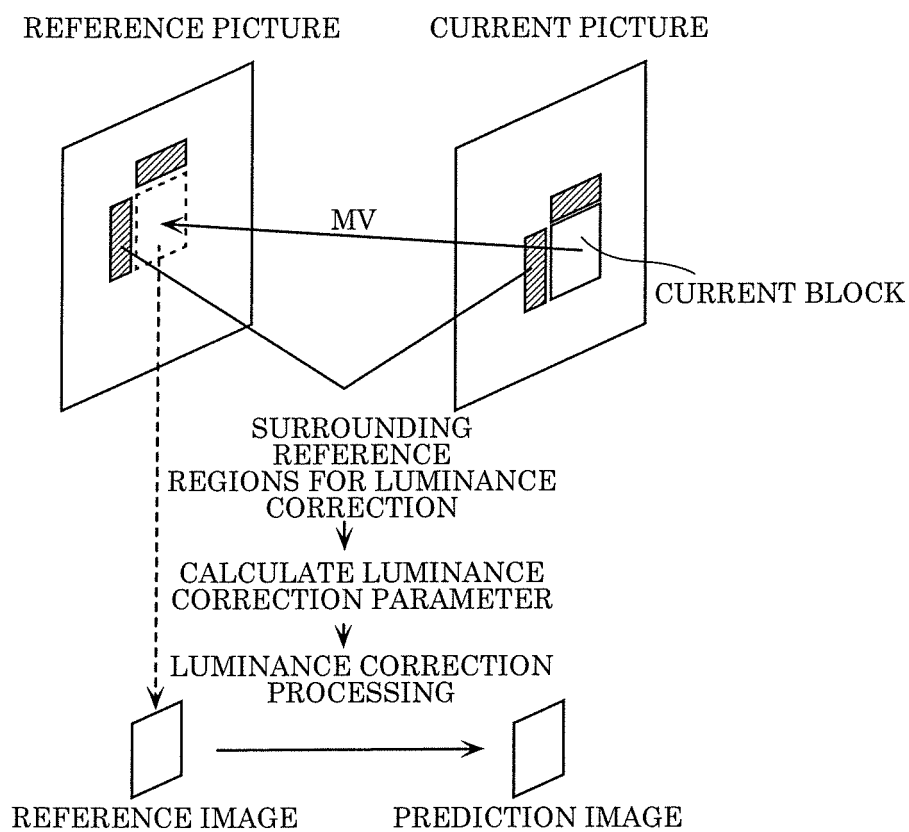 REFERENCE PICTURE
CURRENT PICTURE
MV
CURRENT BLOCK
SURROUNDING
REFERENCE
REGIONS FOR LUMINANCE
CORRECTION
CALCULATE LUMINANCE
CORRECTION PARAMETER
LUMINANCE CORRECTION
PROCESSING
REFERENCE IMAGE
PREDICTION IMAGE